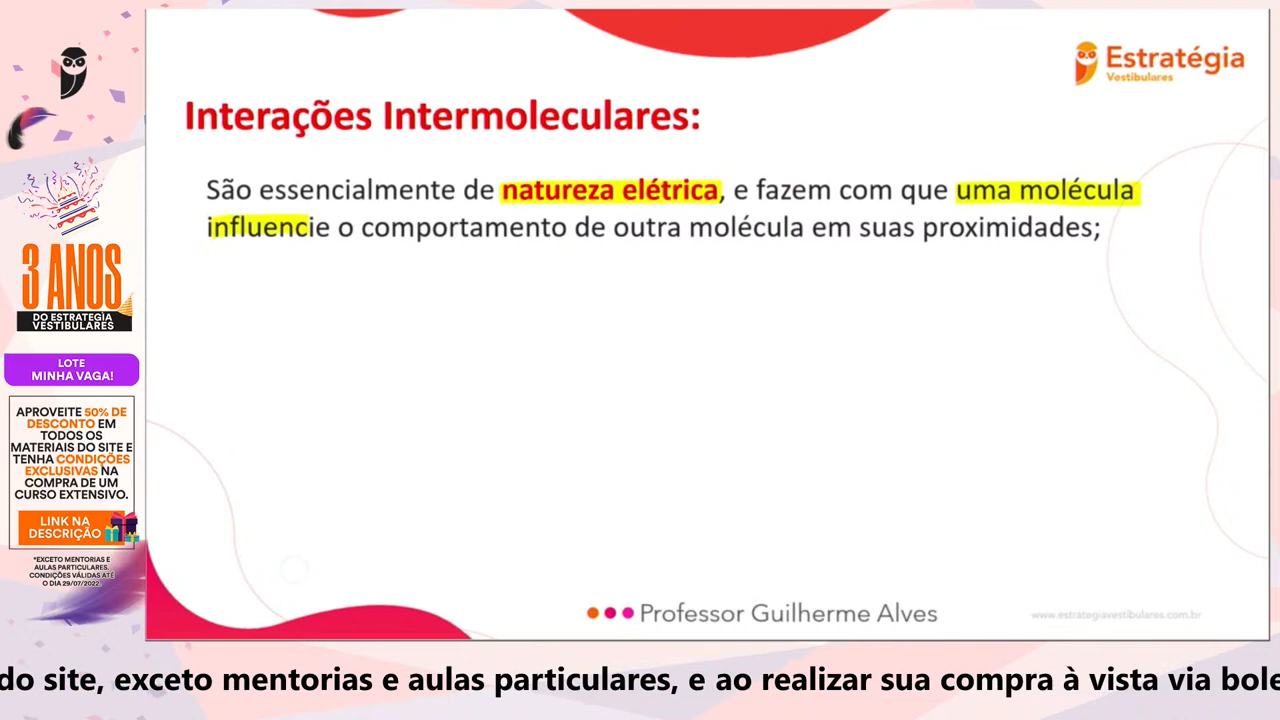 Estratégia
Vestibulares
Interações Intermoleculares:
São essencialmente de natureza elétrica, e fazem com que uma molécula
influencie o comportamento de outra molécula em suas proximidades;
3 ANOS
DO ESTRATEGIA
VESTIBULARES
LOTE
MINHA VAGA!
APROVEITE 50% DE
DESCONTO EM
TODOS OS
MATERIAIS DO SITE E
TENHA CONDIÇÕES
EXCLUSIVAS NA
COMPRA DE UM
CURSO EXTENSIVO.
LINK NA
DESCRIÇÃO
*EXCETO MENTORIAS E
AULAS PARTICULARES.
CONDIÇÕES VÁLIDAS ATÉ
O DIA 29/07/2022.
Professor Guilherme Alves
www.estrategiavestibulares.com.br
do site, exceto mentorias e aulas particulares, e ao realizar sua compra à vista via bole